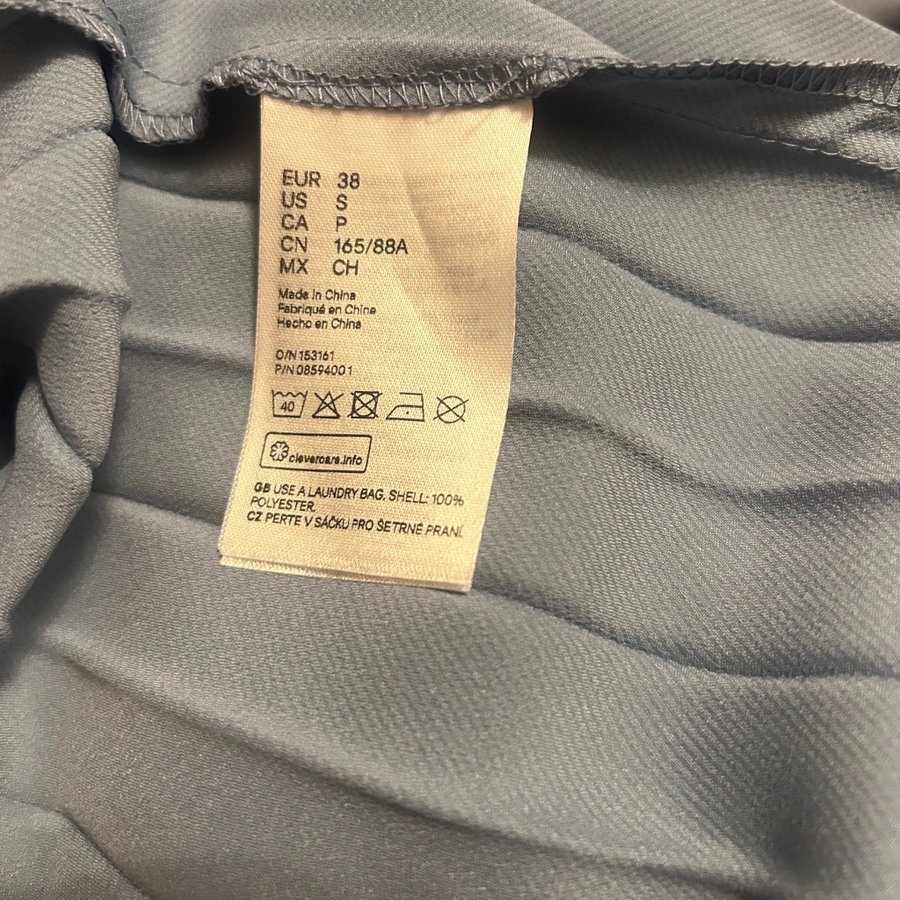 EUR 38
US S
CA P
CN 165/88A
MX CH
Made in China
Fabriqué en Chine
Hecho en China
O/N 153161
P/N 08594001
40
clevercare.info
GB USE A LAUNDRY BAG. SHELL: 100%
POLYESTER.
CZ PERTE V SÁČKU PRO ŠETRNÉ PRANÍ.